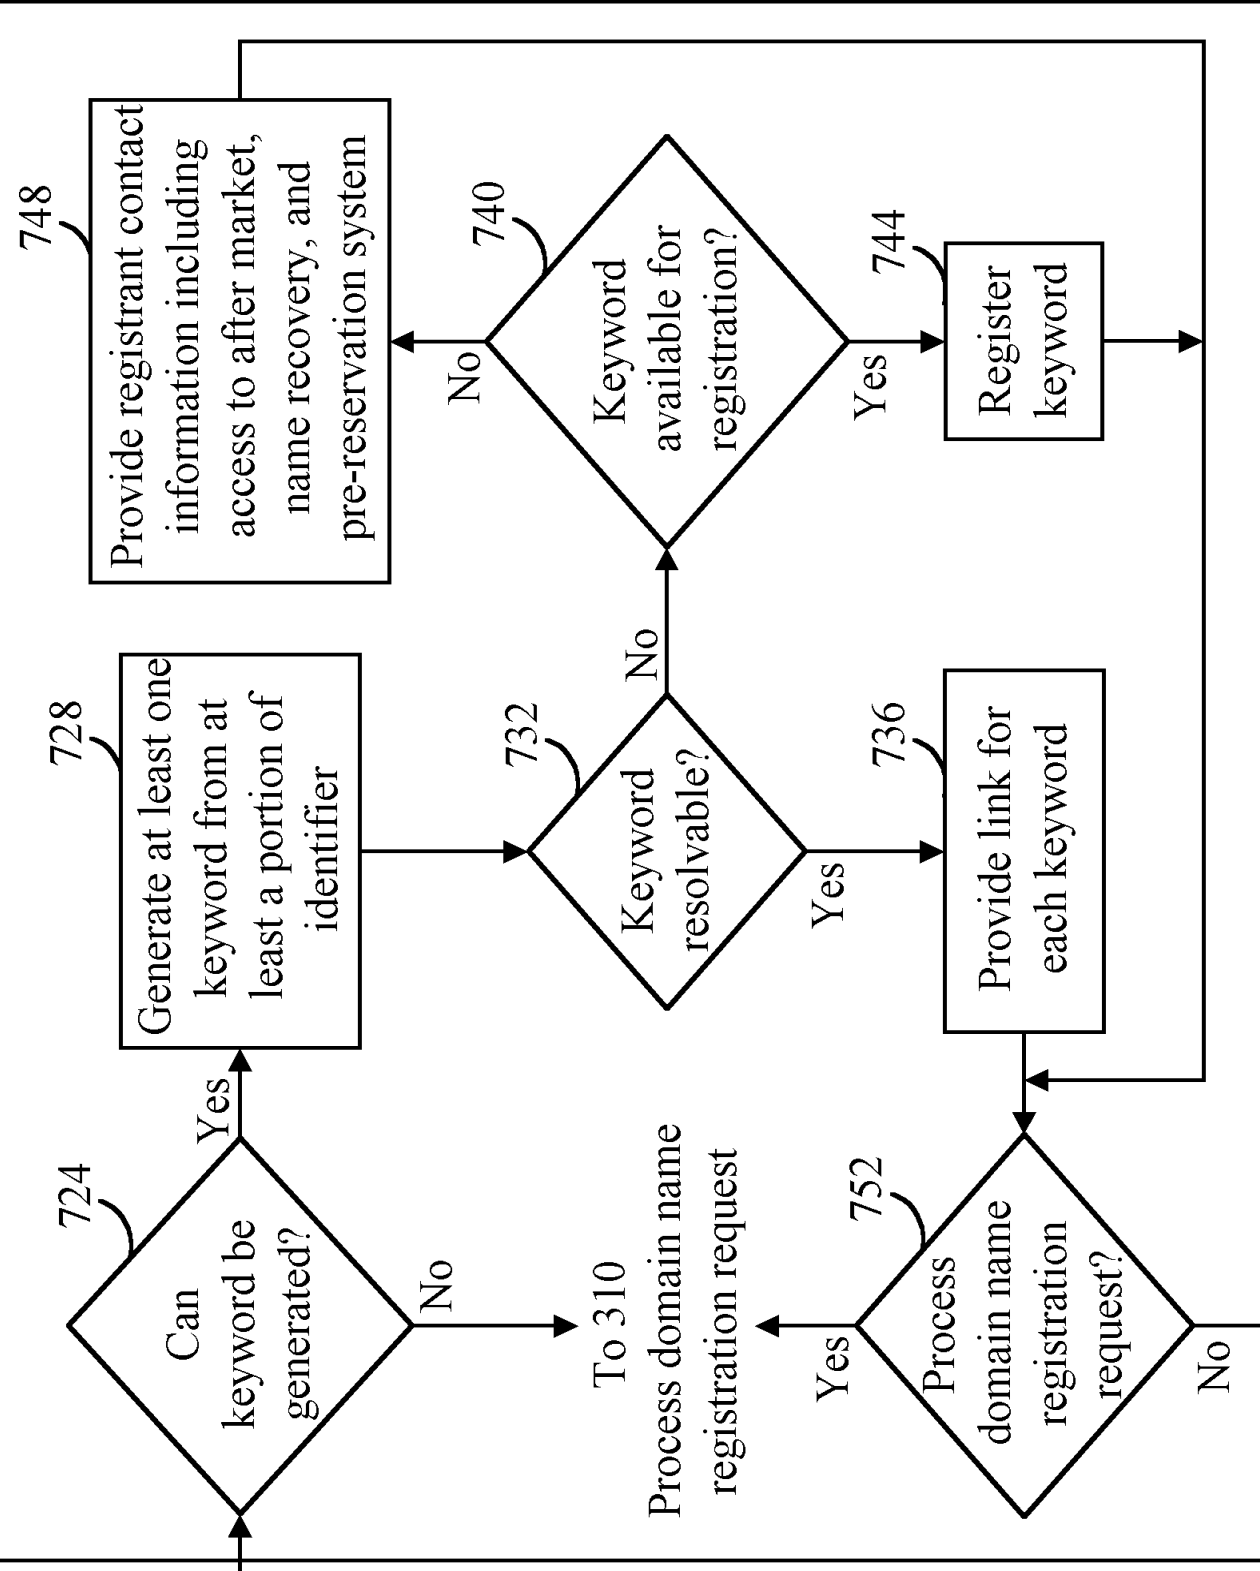 724
Can
keyword be
generated?
Yes
No
728
Generate at least one
keyword from at
least a portion of
identifier
748
Provide registrant contact
information including
access to after market,
name recovery, and
pre-reservation system
732
Keyword
resolvable?
No
Yes
740
Keyword
available for
registration?
No
Yes
To 310
Process domain name
registration request
752
Process
domain name
registration
request?
Yes
No
736
Provide link for
each keyword
744
Register
keyword